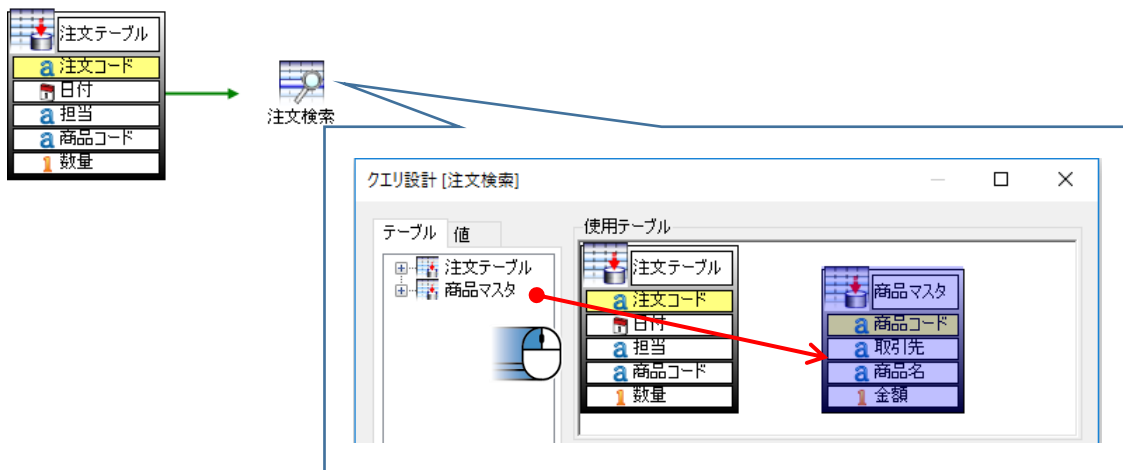 注文テーブル
a 注文コード
日付
a 担当
a 商品コード
1 数量
注文検索
クエリ設計 [注文検索]
テーブル
値
注文テーブル
商品マスタ
使用テーブル
注文テーブル
a 注文コード
日付
a 担当
a 商品コード
1 数量
商品マスタ
a 商品コード
a 取引先
a 商品名
1 金額